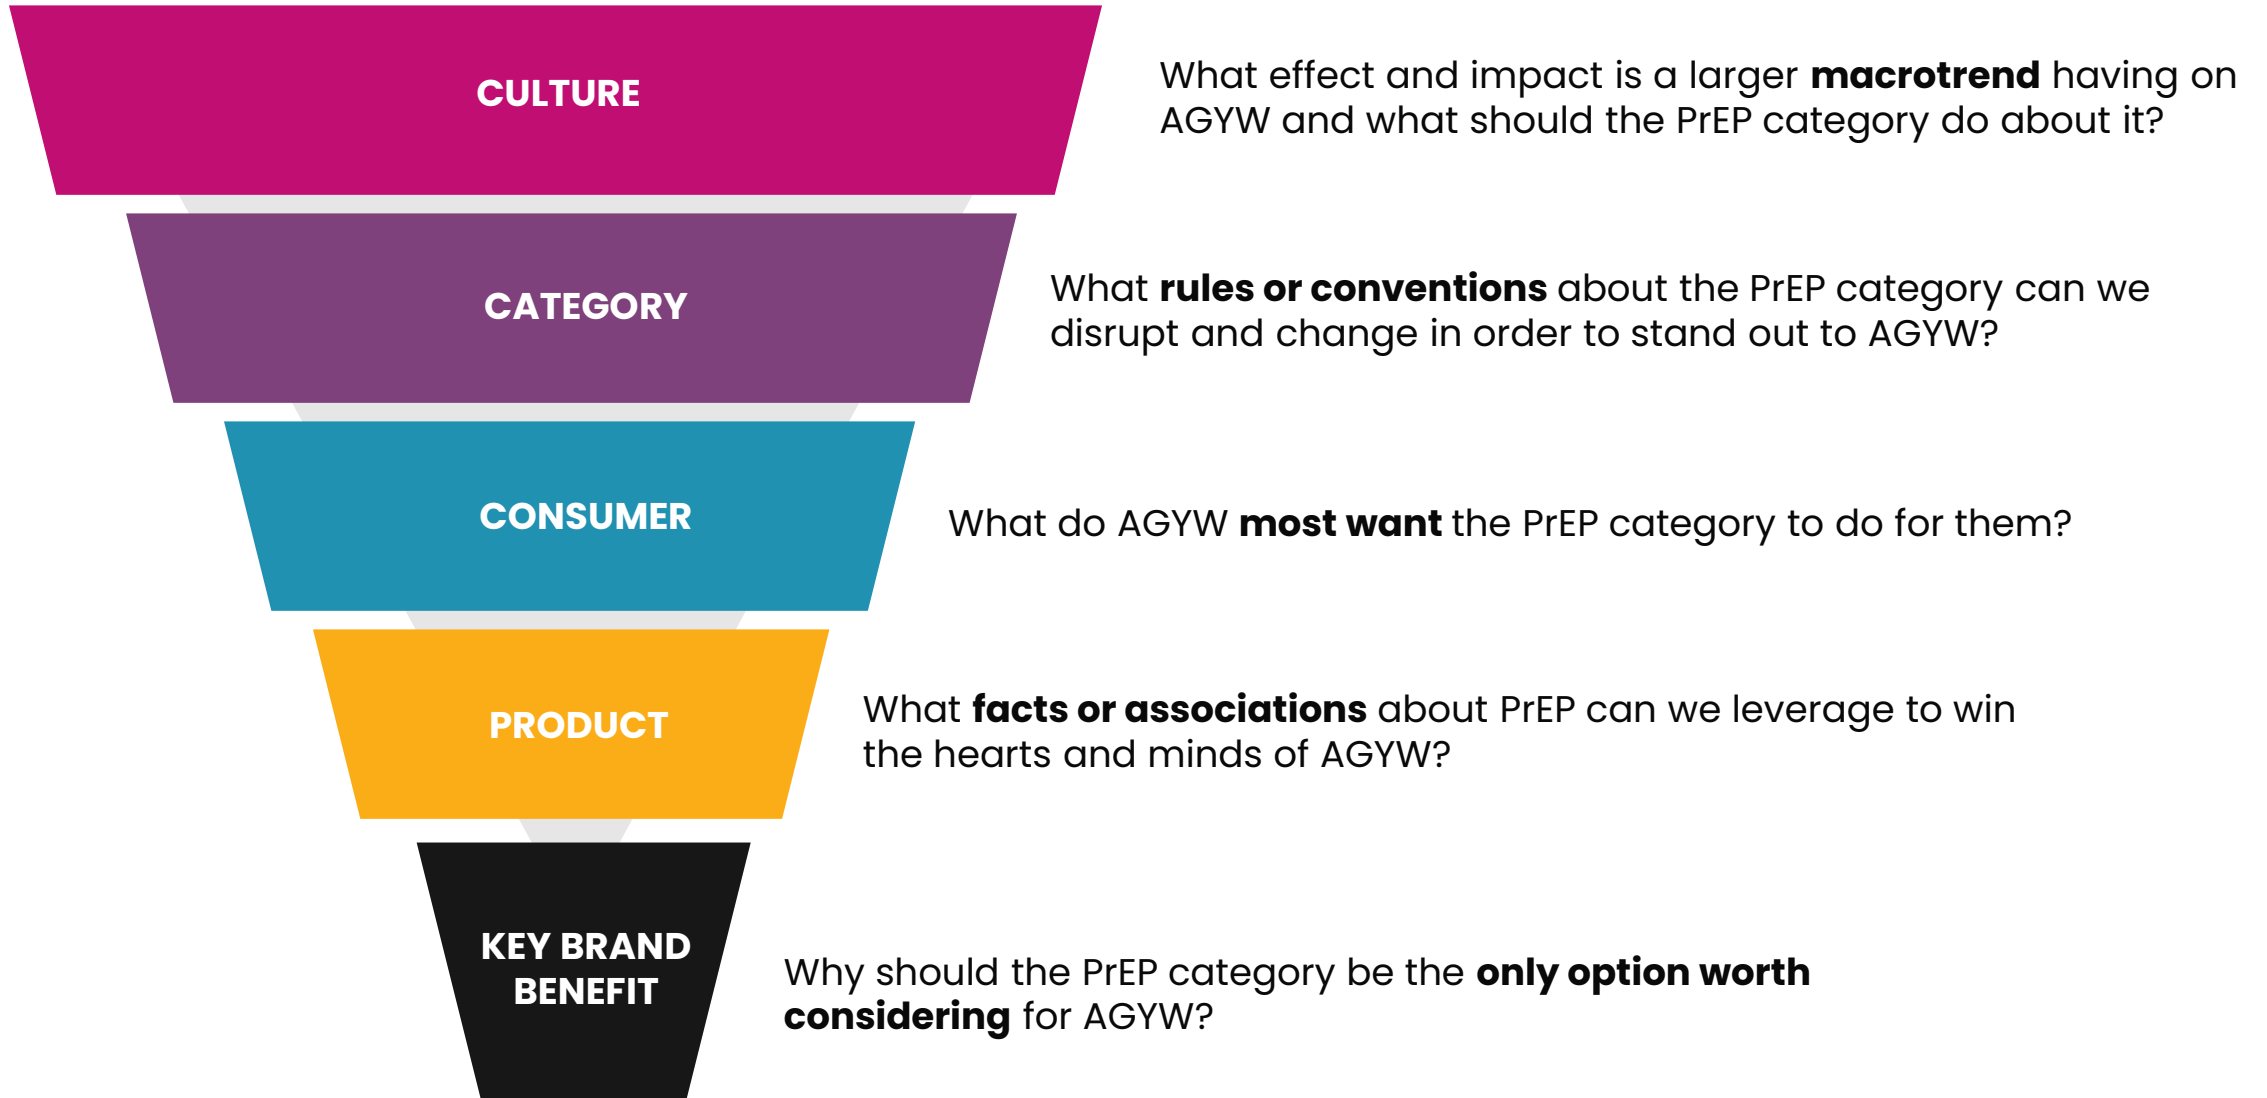 CULTURE
What effect and impact is a larger macrotrend having on
AGYW and what should the PrEP category do about it?
CATEGORY
What rules or conventions about the PrEP category can we
disrupt and change in order to stand out to AGYW?
CONSUMER
What do AGYW most want the PrEP category to do for them?
PRODUCT
What facts or associations about PrEP can we leverage to win
the hearts and minds of AGYW?
KEY BRAND
BENEFIT
Why should the PrEP category be the only option worth
considering for AGYW?